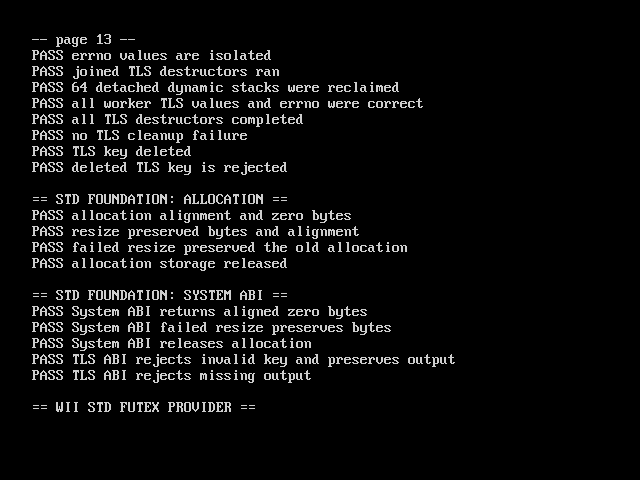 -- page 13 --
PASS errno values are isolated
PASS joined TLS destructors ran
PASS 64 detached dynamic stacks were reclaimed
PASS all worker TLS values and errno were correct
PASS all TLS destructors completed
PASS no TLS cleanup failure
PASS TLS key deleted
PASS deleted TLS key is rejected
== STD FOUNDATION: ALLOCATION ==
PASS allocation alignment and zero bytes
PASS resize preserved bytes and alignment
PASS failed resize preserved the old allocation
PASS allocation storage released
== STD FOUNDATION: SYSTEM ABI ==
PASS System ABI returns aligned zero bytes
PASS System ABI failed resize preserves bytes
PASS System ABI releases allocation
PASS TLS ABI rejects invalid key and preserves output
PASS TLS ABI rejects missing output
== WII STD FUTEX PROVIDER ==